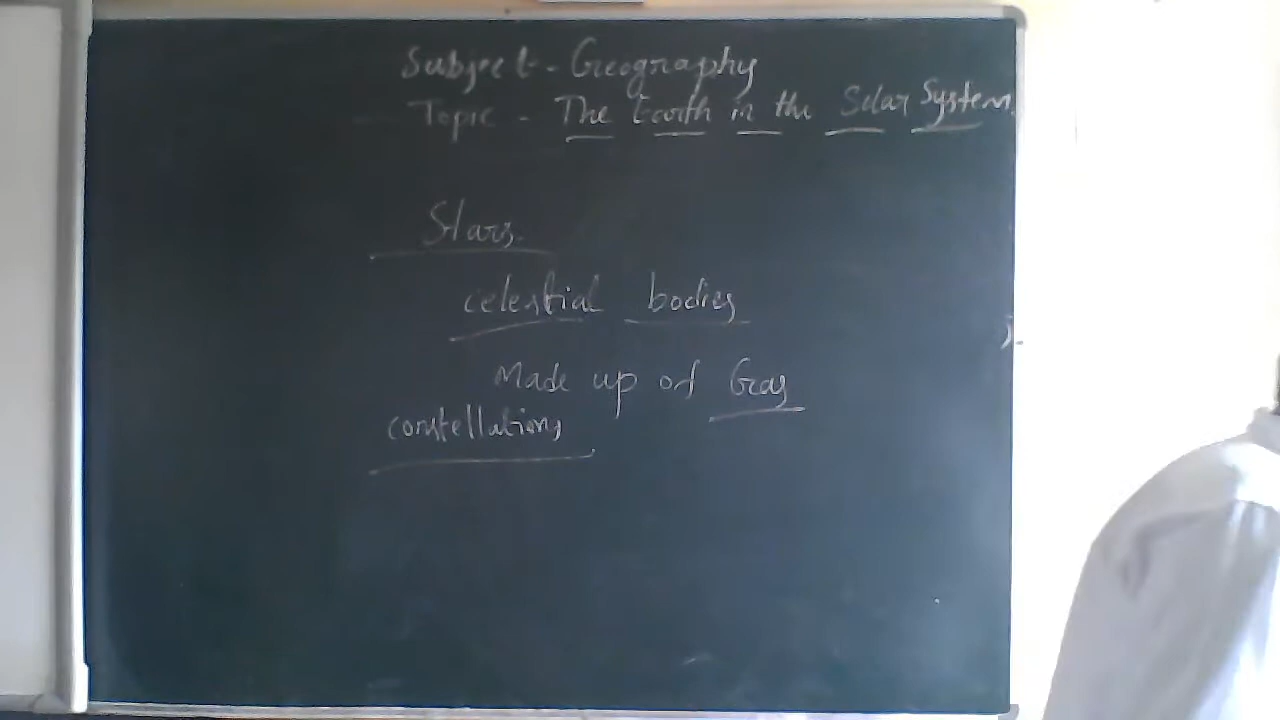 Subject - Geography
Topic - The Earth in the Solar System.
Stars.
celestial bodies
Made up of Gas
constellations